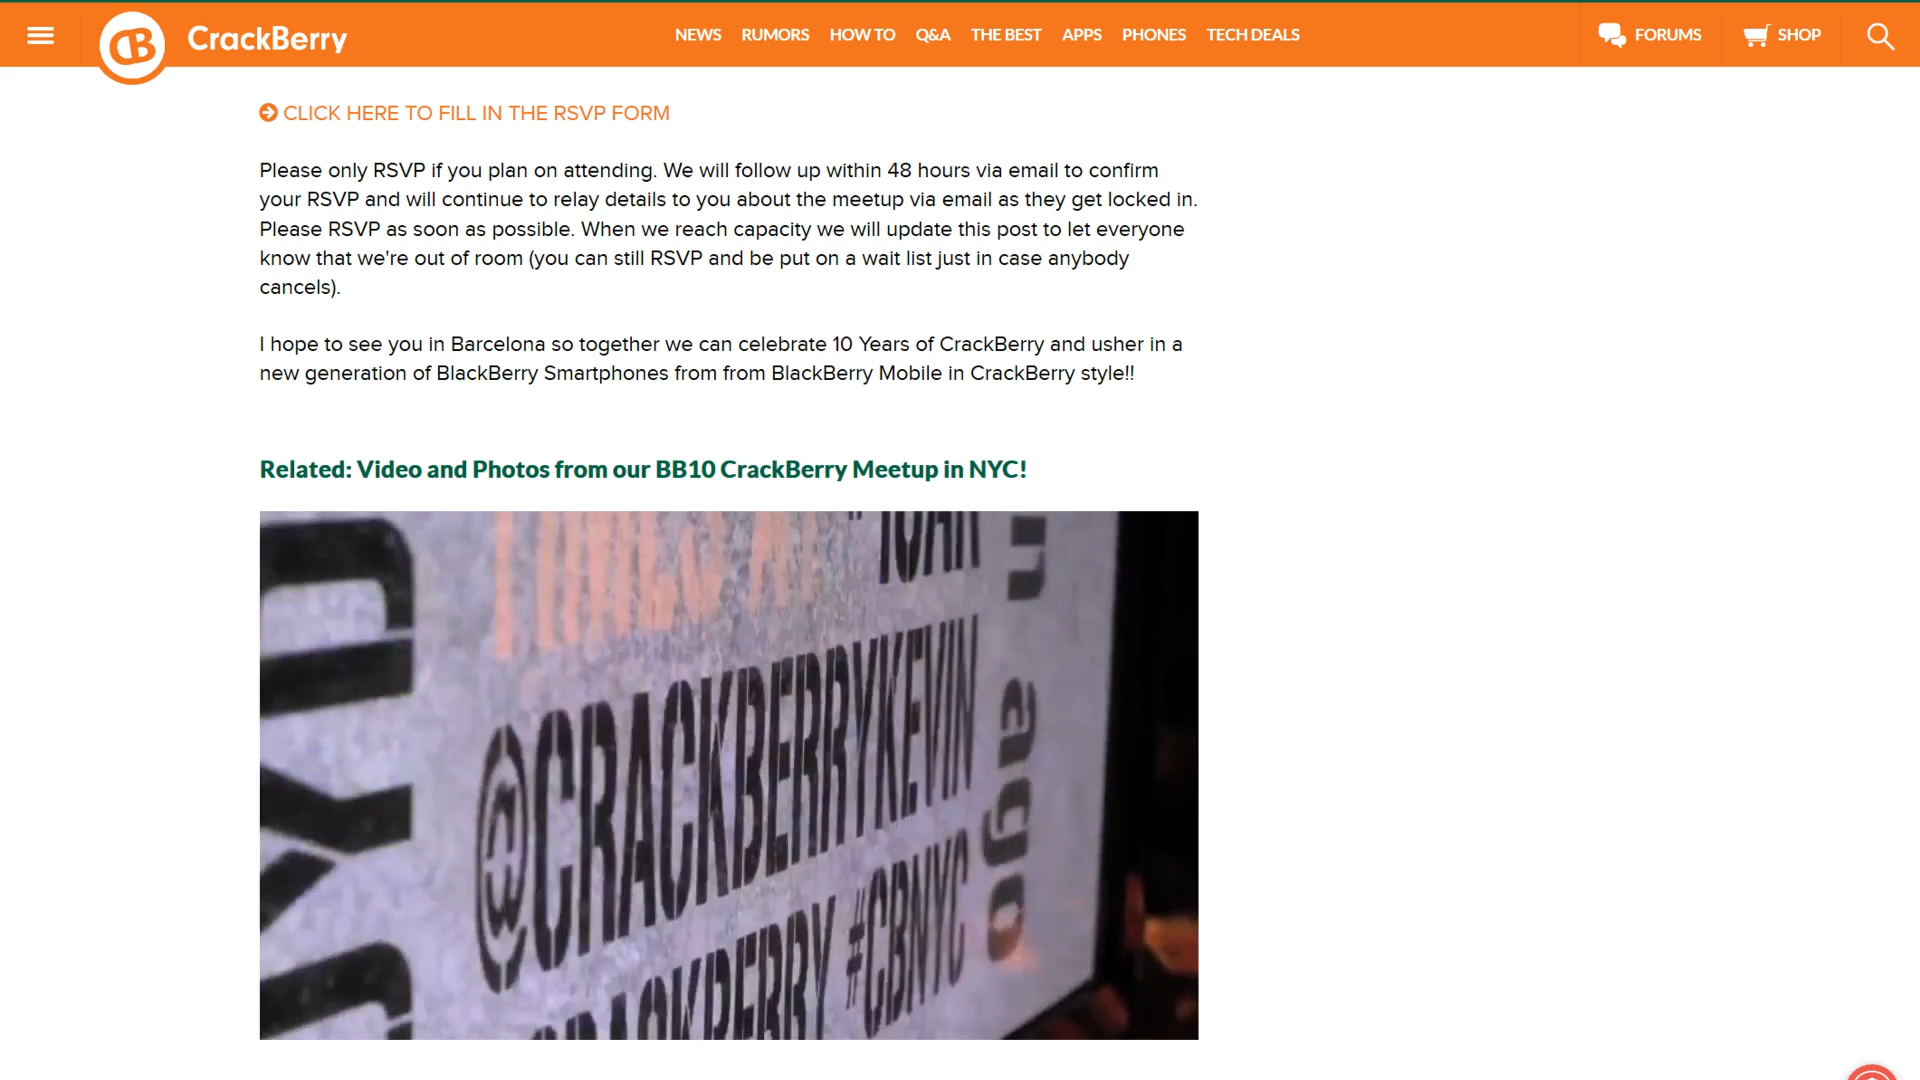 CB CrackBerry NEWS RUMORS HOW TO Q&A THE BEST APPS PHONES TECH DEALS FORUMS SHOP
CLICK HERE TO FILL IN THE RSVP FORM
Please only RSVP if you plan on attending. We will follow up within 48 hours via email to confirm
your RSVP and will continue to relay details to you about the meetup via email as they get locked in.
Please RSVP as soon as possible. When we reach capacity we will update this post to let everyone
know that we're out of room (you can still RSVP and be put on a wait list just in case anybody
cancels).
I hope to see you in Barcelona so together we can celebrate 10 Years of CrackBerry and usher in a
new generation of BlackBerry Smartphones from from BlackBerry Mobile in CrackBerry style!!
Related: Video and Photos from our BB10 CrackBerry Meetup in NYC!
@CRACKBERRYKEVIN
ago
CRACKBERRY #CBNYC